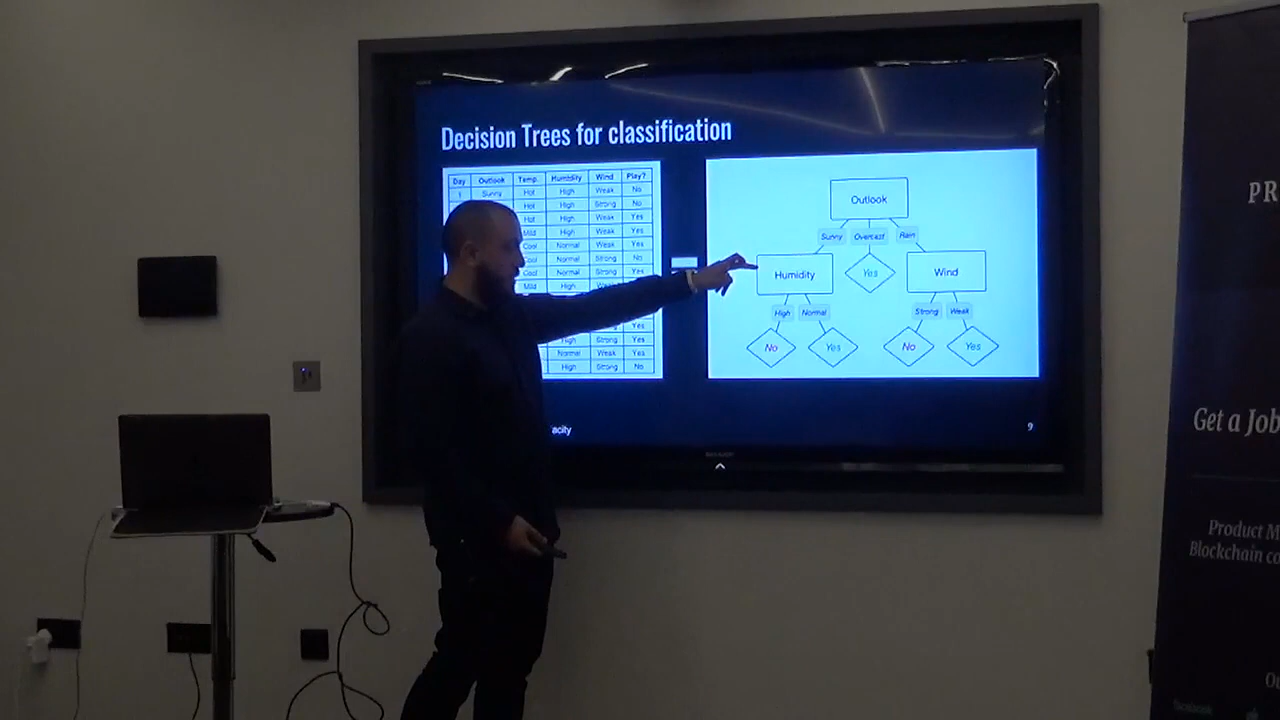 Decision Trees for classification
Day Outlook Temp. Humidity Wind Play?
1 Sunny Hot High Weak No
Hot High Strong No
Hot High Weak Yes
Mild High Weak Yes
Cool Normal Weak Yes
Cool Normal Strong No
Cool Normal Strong Yes
Mild High
Yes
High Strong Yes
Normal Weak Yes
High Strong No
Outlook
Sunny Overcast Rain
Humidity Yes Wind
High Normal Strong Weak
No Yes No Yes
acity
9
PR
Get a Job
Product M
Blockchain co
facebook